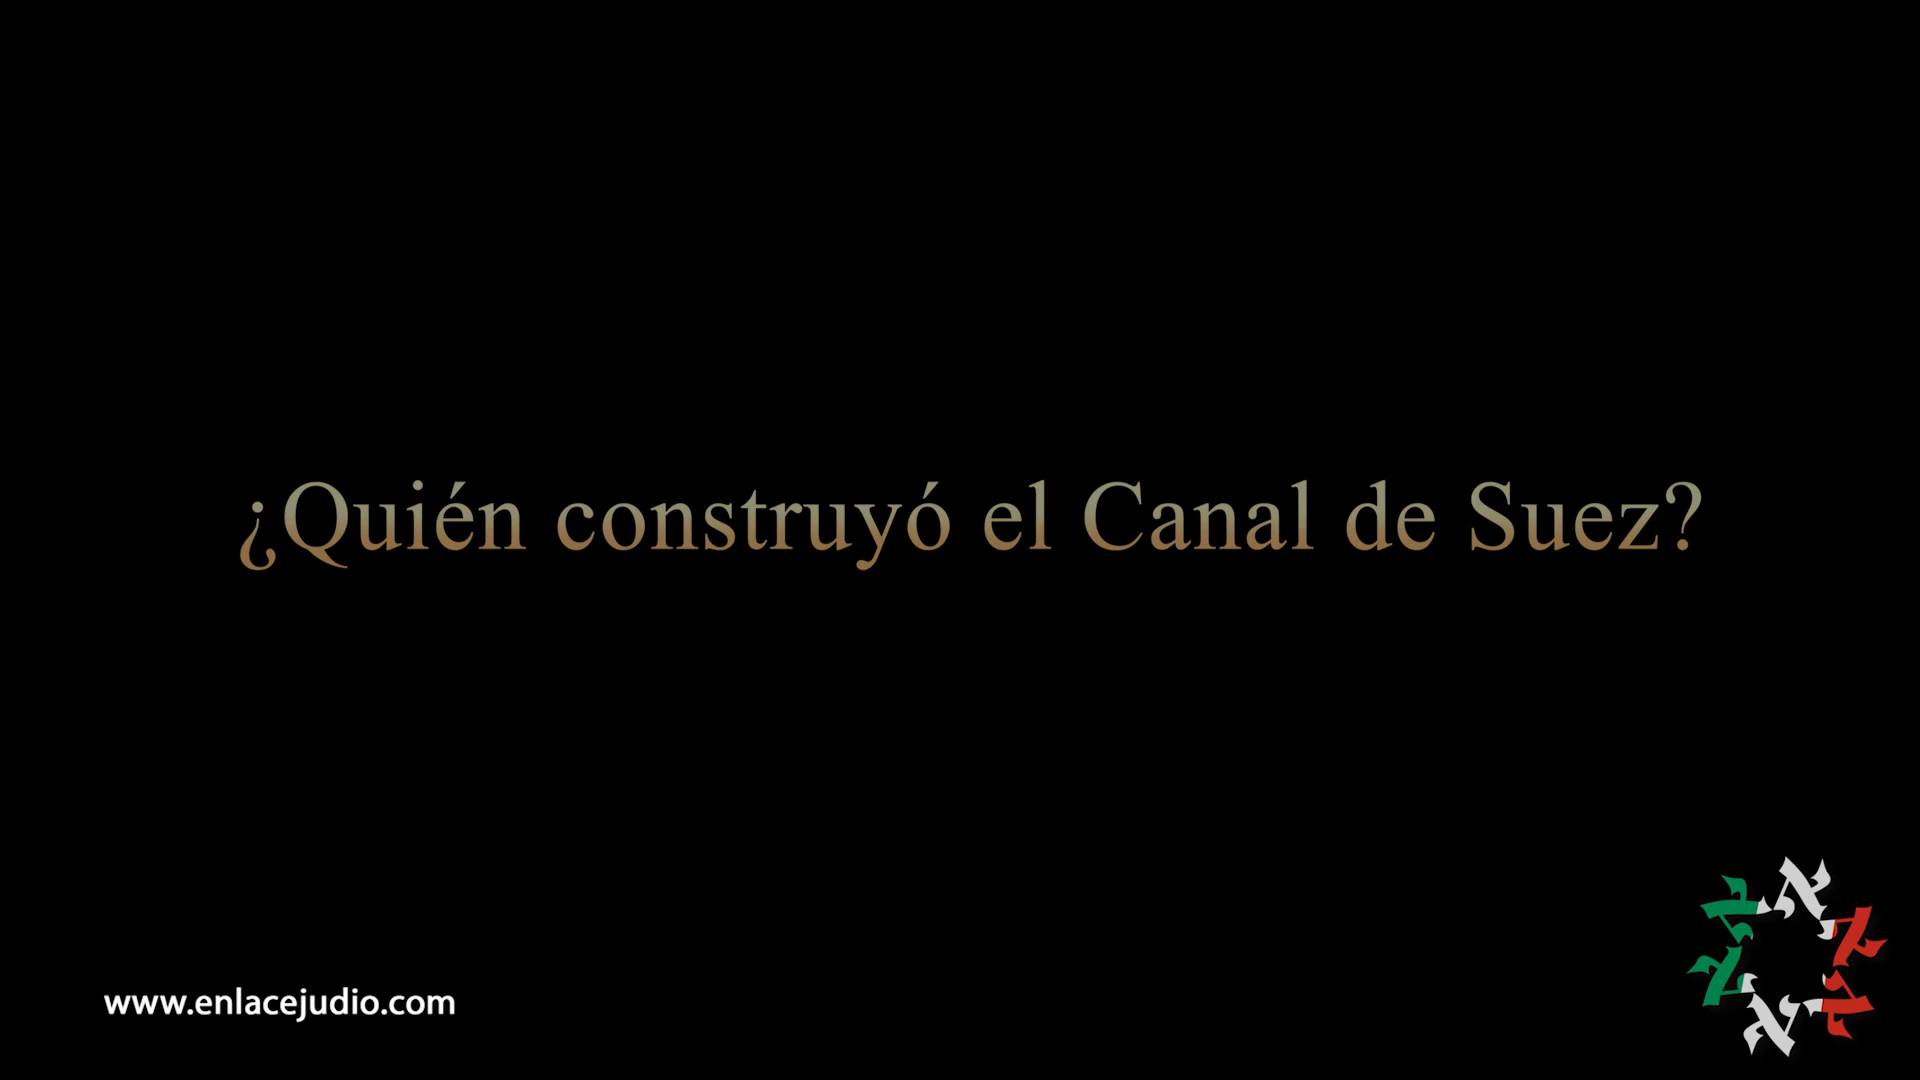 ¿Quién construyó el Canal de Suez?
www.enlacejudio.com
א א א א א א